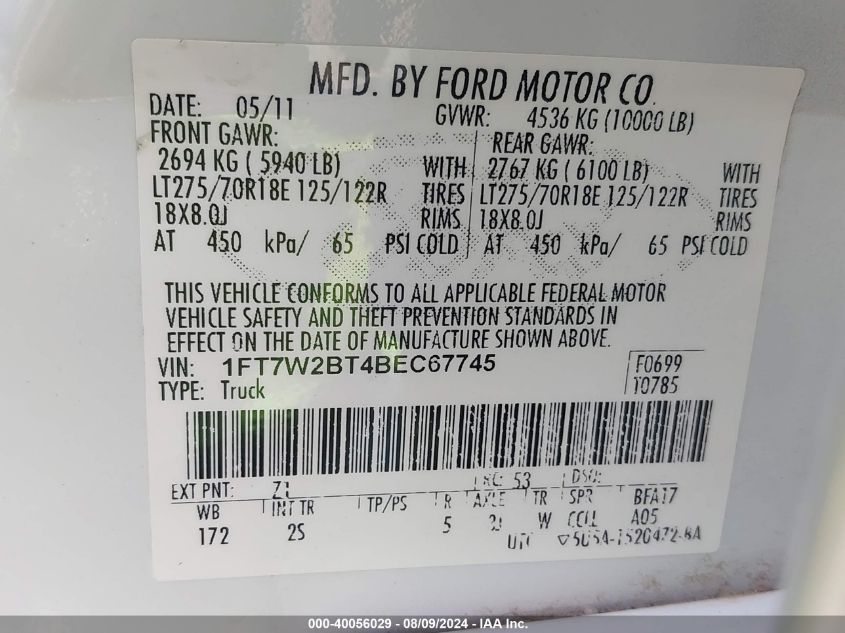 MFD. BY FORD MOTOR CO.
DATE: 05/11 GVWR: 4536 KG (10000 LB)
FRONT GAWR: REAR GAWR:
2694 KG ( 5940 LB) WITH 2767 KG ( 6100 LB) WITH
LT275/70R18E 125/122R TIRES LT275/70R18E 125/122R TIRES
18X8.0J RIMS 18X8.0J RIMS
AT 450 kPa/ 65 PSI COLD AT 450 kPa/ 65 PSI COLD
THIS VEHICLE CONFORMS TO ALL APPLICABLE FEDERAL MOTOR
VEHICLE SAFETY AND THEFT PREVENTION STANDARDS IN
EFFECT ON THE DATE OF MANUFACTURE SHOWN ABOVE.
VIN: 1FT7W2BT4BEC67745 F0699
TYPE: Truck T0785
EXT PNT: Z1 53 DSO:
WB INT TR TP/PS R AXLE TR SPR BFA17
172 2S 5 W A05
UTC
000-40056029 - 08/09/2024 - IAA Inc.